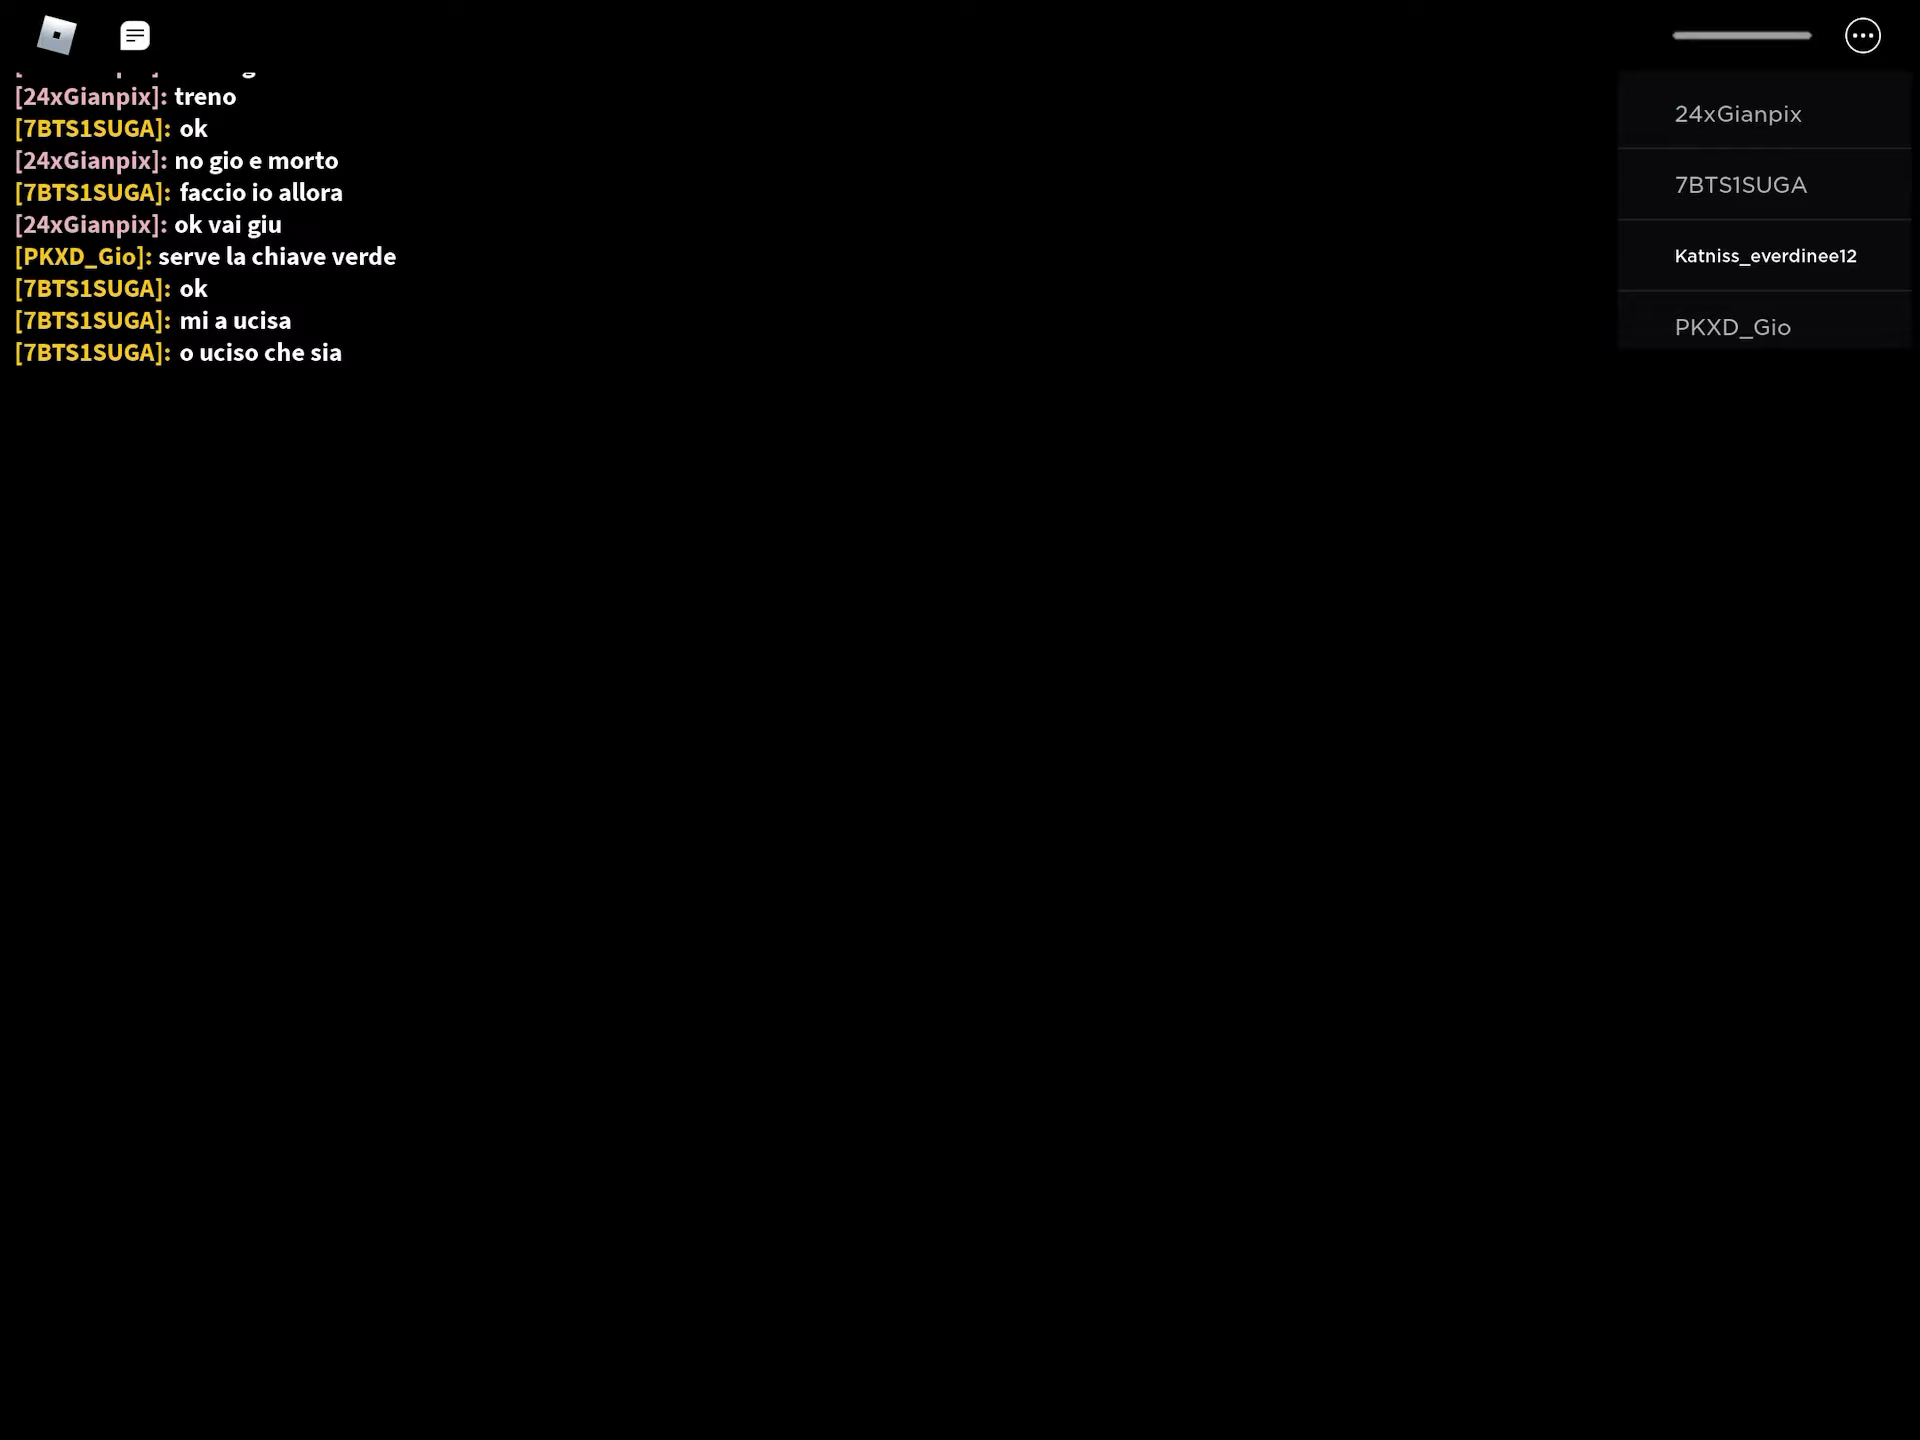 [24xGianpix]: treno
[7BTS1SUGA]: ok
[24xGianpix]: no gio e morto
[7BTS1SUGA]: faccio io allora
[24xGianpix]: ok vai giu
[PKXD_Gio]: serve la chiave verde
[7BTS1SUGA]: ok
[7BTS1SUGA]: mi a ucisa
[7BTS1SUGA]: o uciso che sia
24xGianpix
7BTS1SUGA
Katniss_everdinee12
PKXD_Gio